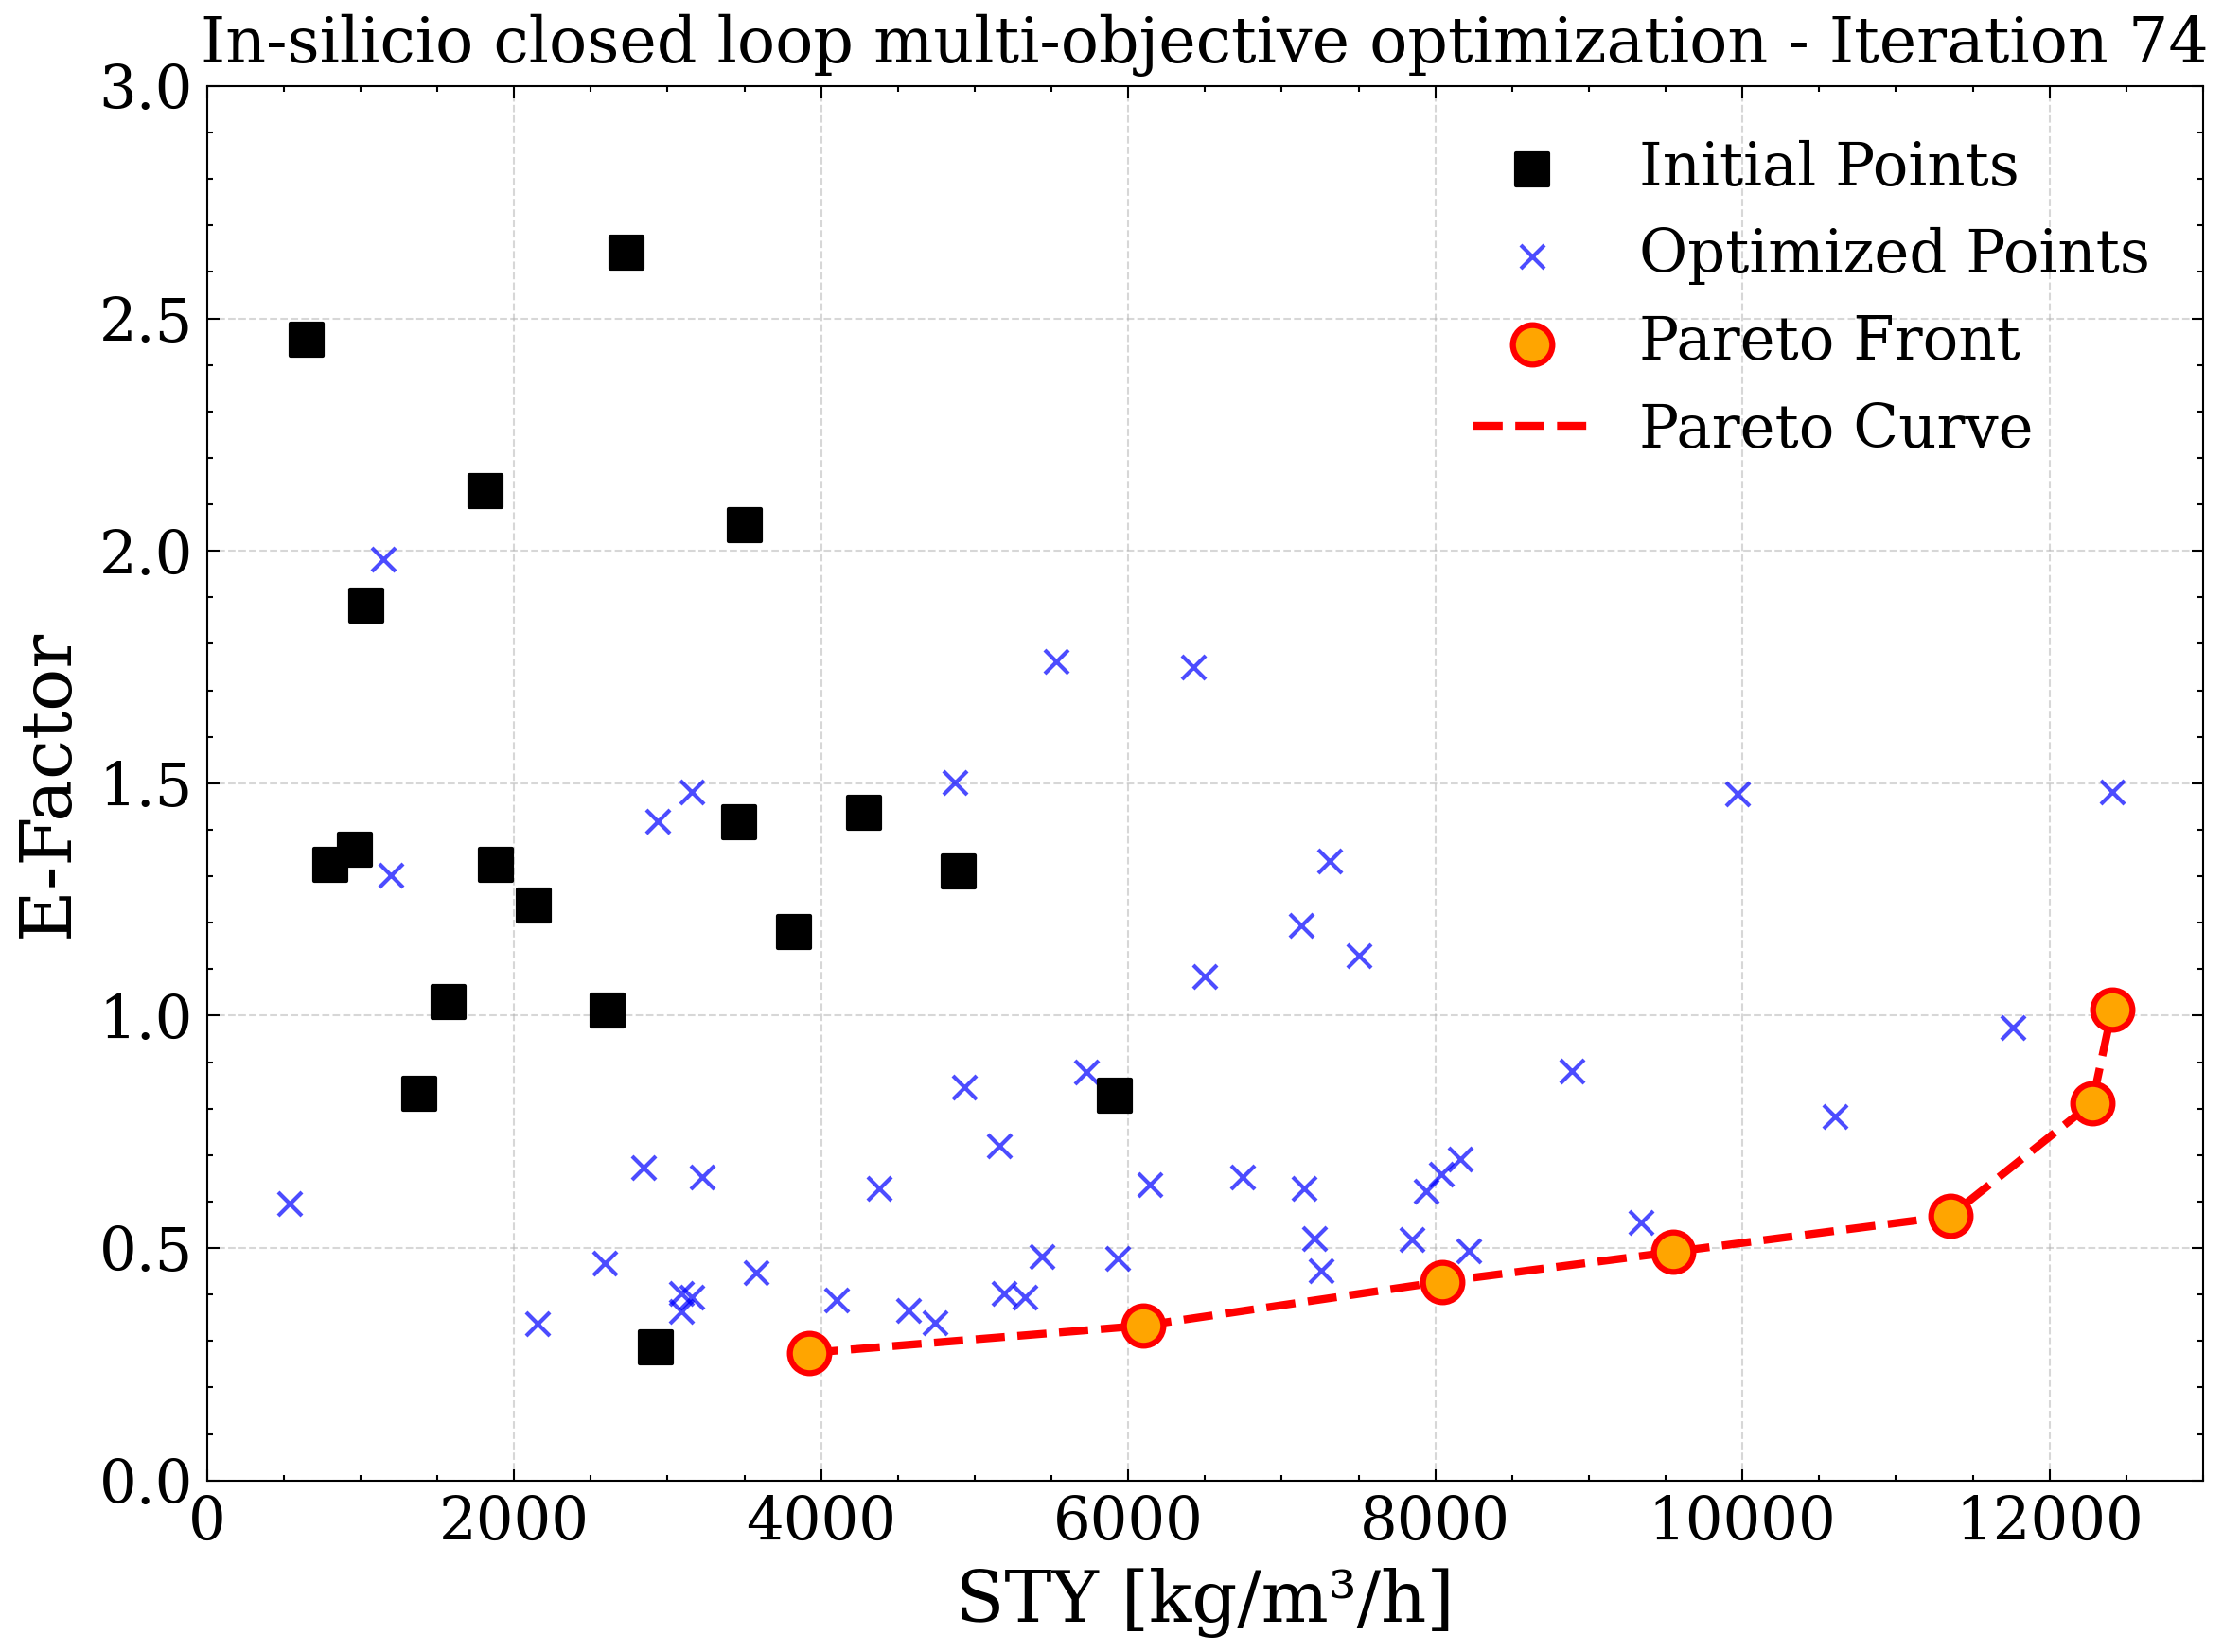 In-silicio closed loop multi-objective optimization - Iteration 74
3.0
2.5
2.0
1.5
1.0
0.5
0.0
E-Factor
Initial Points
Optimized Points
Pareto Front
Pareto Curve
0 2000 4000 6000 8000 10000 12000
STY [kg/m³/h]